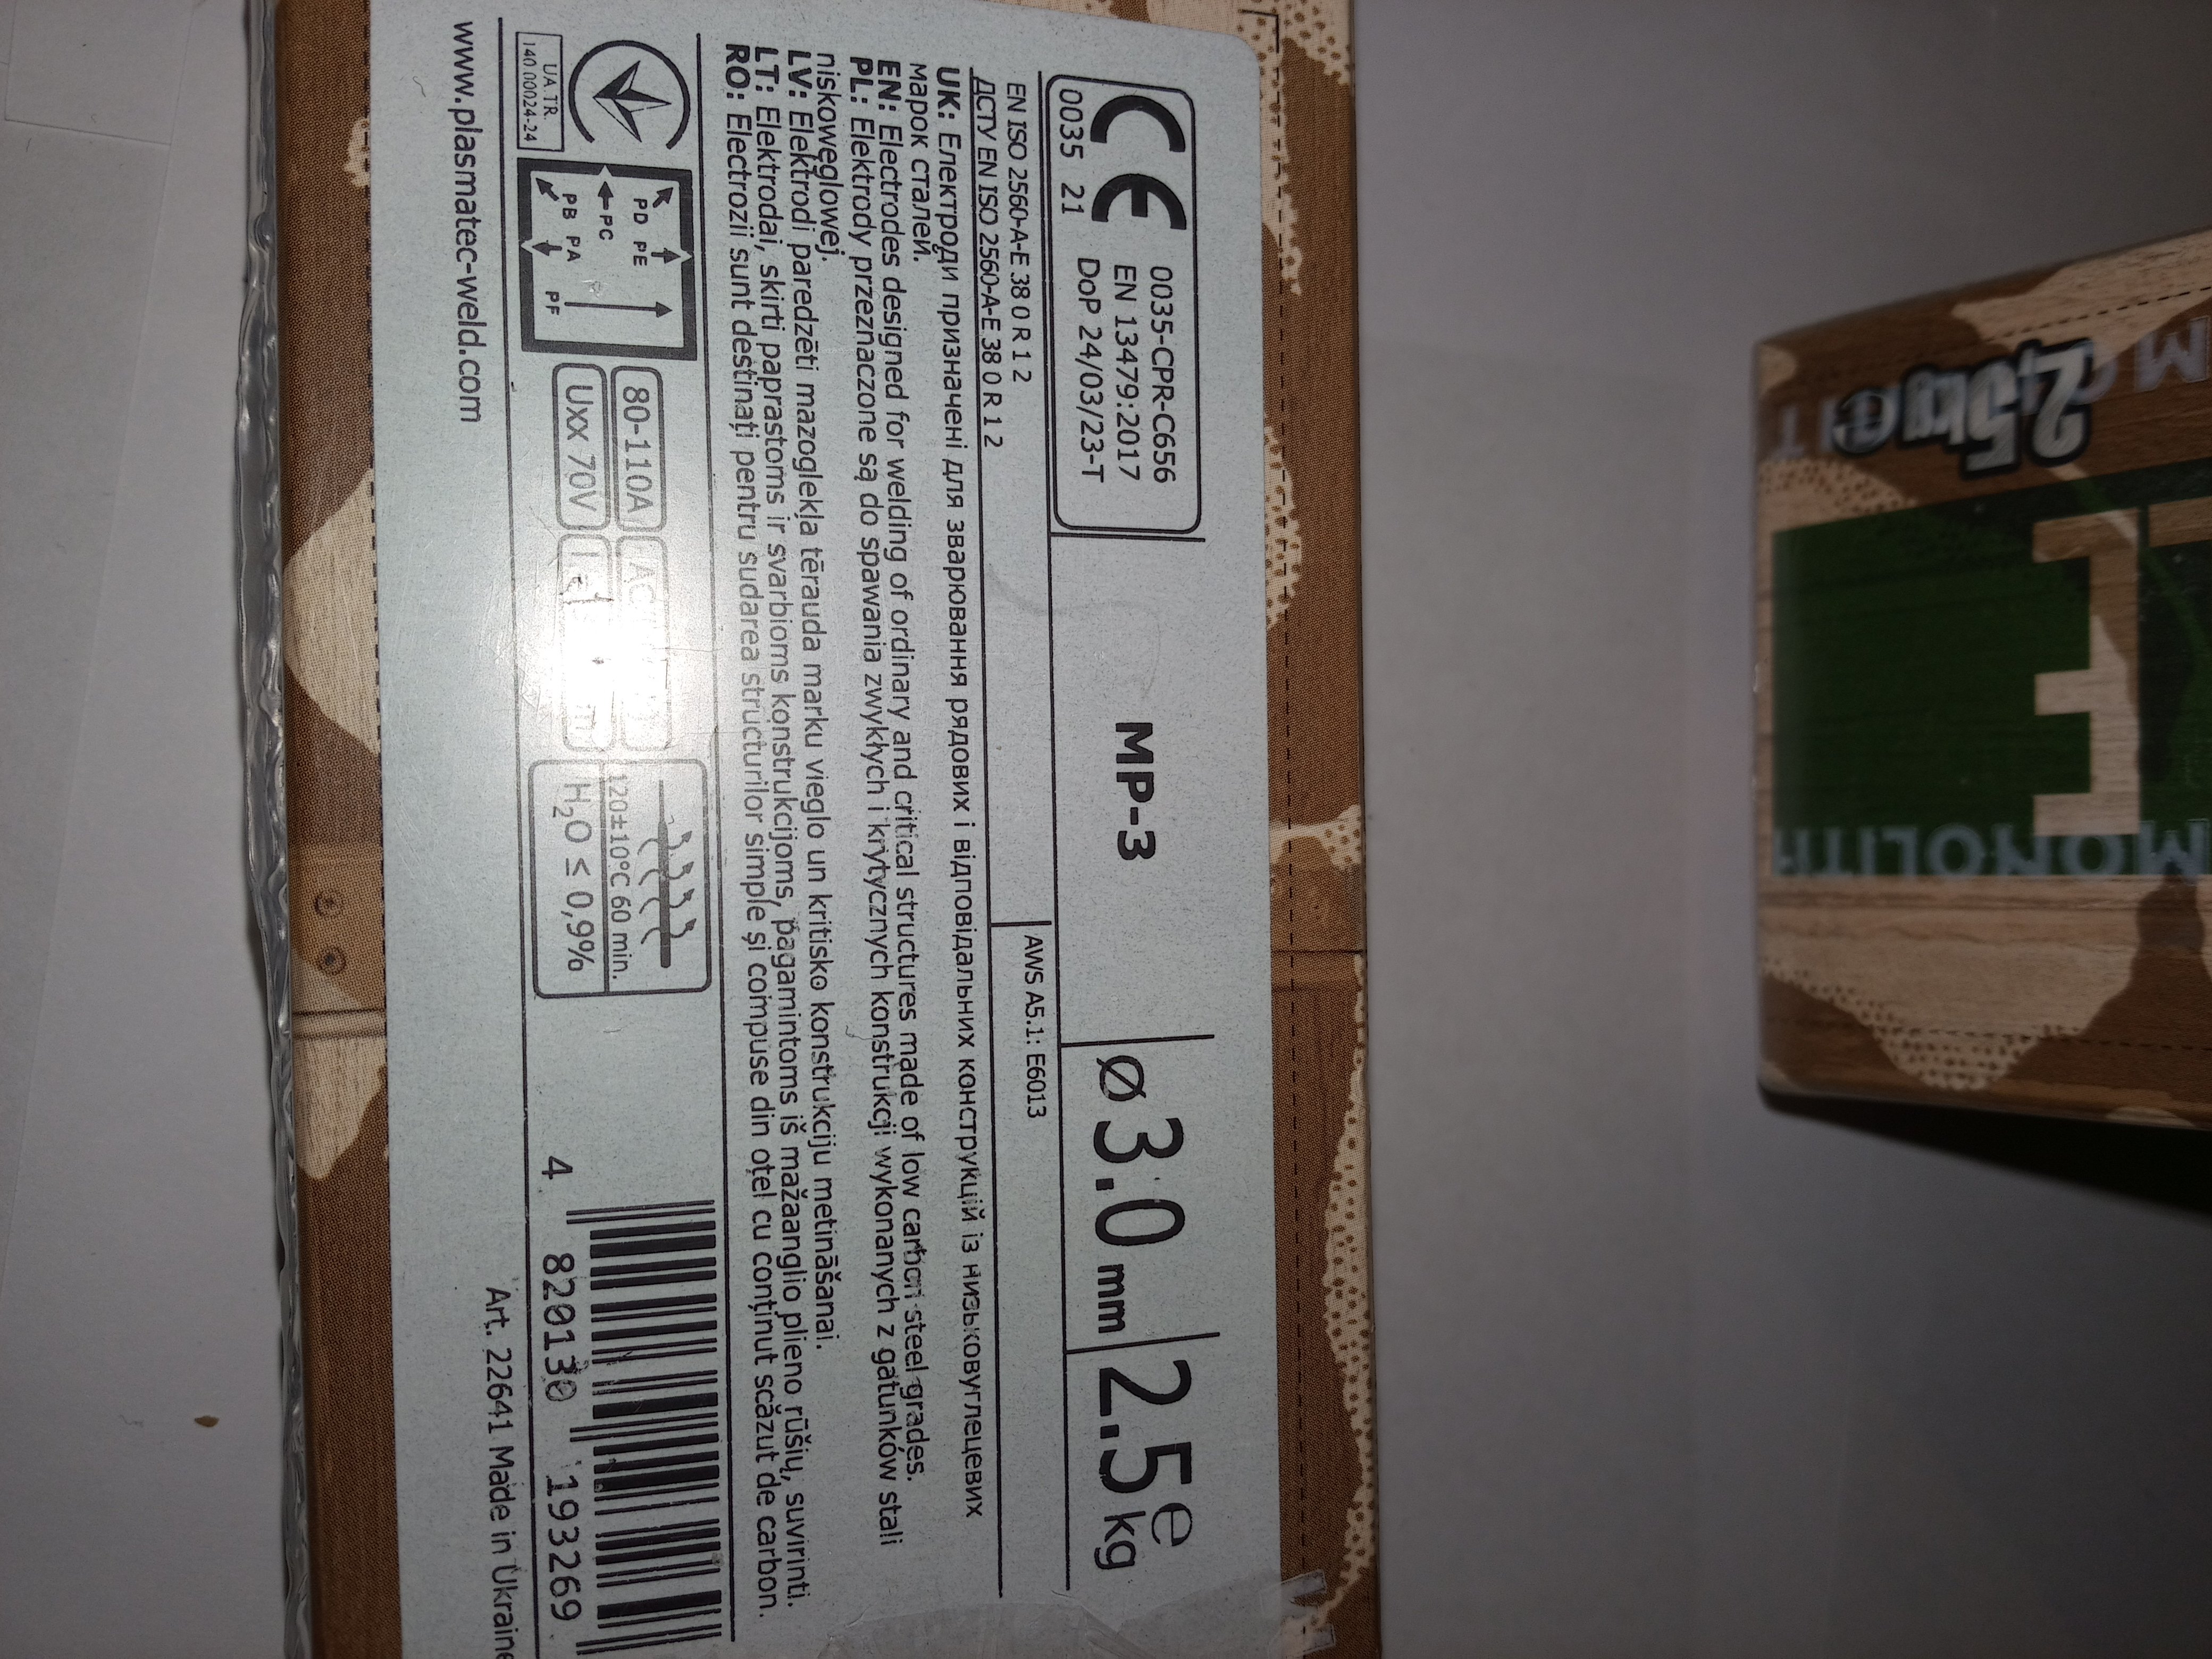 CE
0035 21
0035-CPR-C656
EN 13479:2017
DoP 24/03/23-T
MP-3
ø3.0 mm
2.5 kg e
EN ISO 2560-A-E 38 0 R 1 2
ДСТУ EN ISO 2560-A-E 38 0 R 1 2
AWS A5.1: E6013
UK: Електроди призначені для зварювання рядових і відповідальних конструкцій із низьковуглецевих
марок сталей.
EN: Electrodes designed for welding of ordinary and critical structures made of low carbon steel grades.
PL: Elektrody przeznaczone są do spawania zwykłych i krytycznych konstrukcji wykonanych z gatunków stali
niskowęglowej.
LV: Elektrodi paredzēti mazoglekļa tērauda marku vieglo un kritisko konstrukciju metināšanai.
LT: Elektrodai, skirti paprastoms ir svarbioms konstrukcijoms, pagamintoms iš mažaanglio plieno rūšių, suvirinti.
RO: Electrozii sunt destinați pentru sudarea structurilor simple și compuse din oțel cu conținut scăzut de carbon.
UA.TR.
140.00024-24
PD PE
PC
PB PA PF
80-110A
Uxx 70V
AC
120±10°C 60 min.
H₂O ≤ 0,9%
4 820130 193269
www.plasmatec-weld.com
Art. 22641 Made in Ukraine
2,5kg
MONOLITH